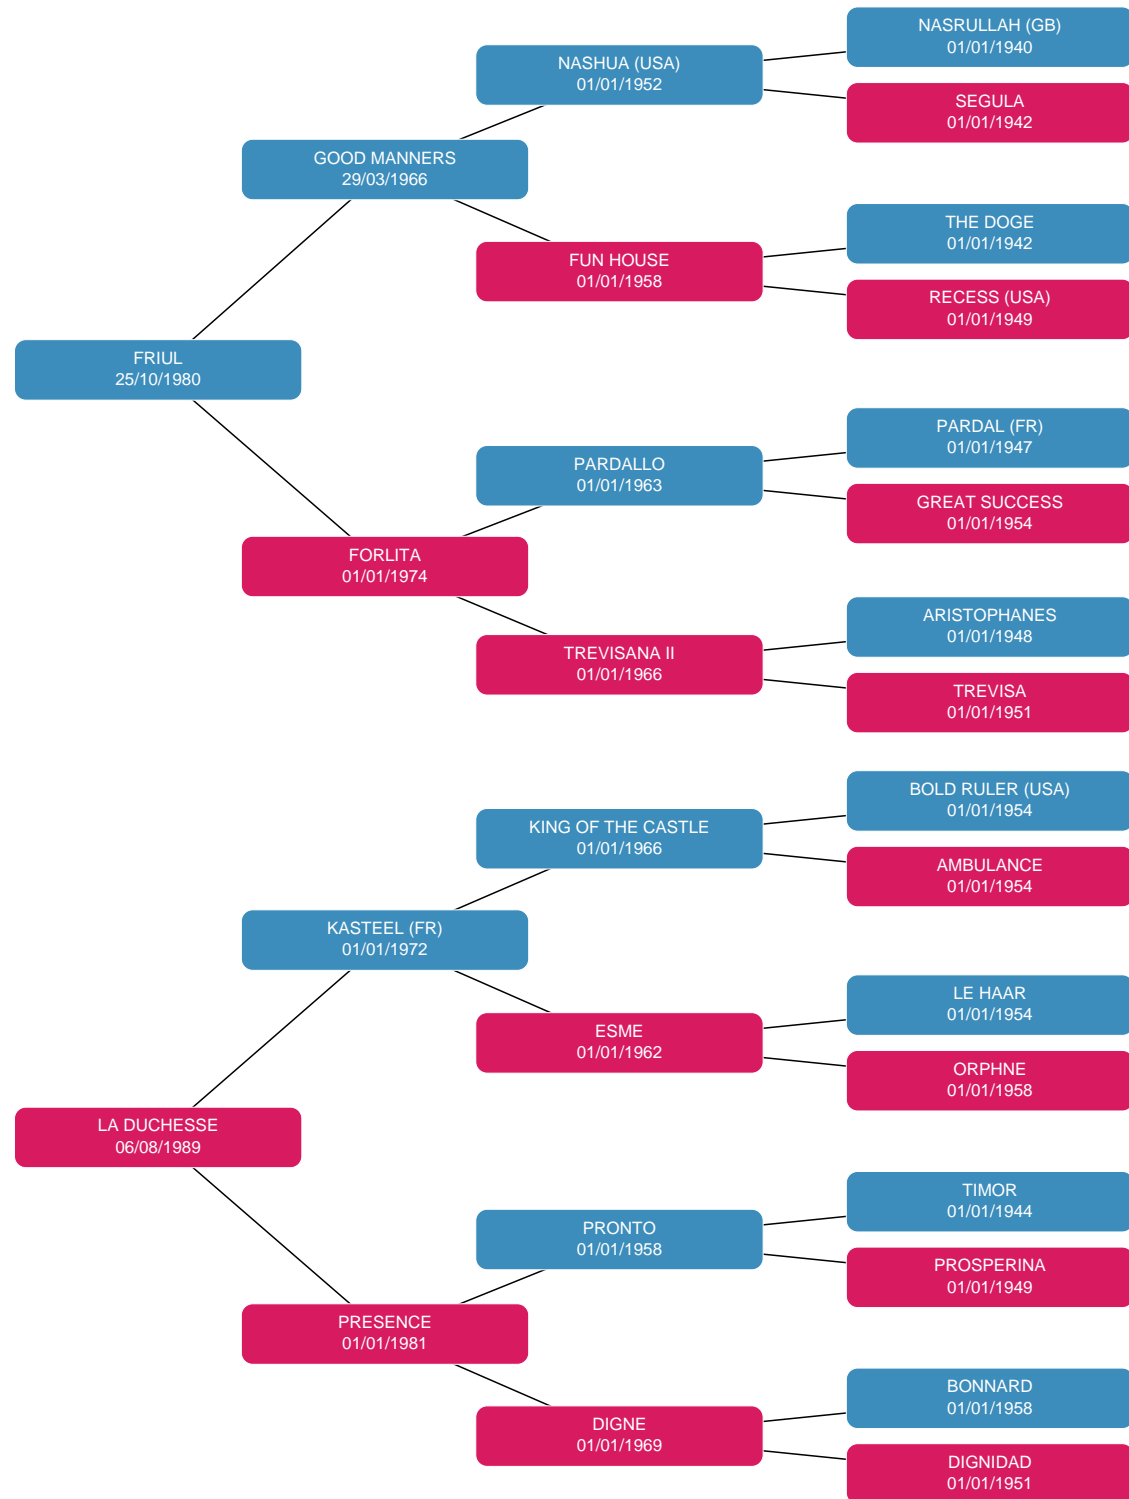 NASRULLAH (GB)
01/01/1940
NASHUA (USA)
01/01/1952
SEGULA
01/01/1942
GOOD MANNERS
29/03/1966
THE DOGE
01/01/1942
FUN HOUSE
01/01/1958
RECESS (USA)
01/01/1949
FRIUL
25/10/1980
PARDAL (FR)
01/01/1947
PARDALLO
01/01/1963
GREAT SUCCESS
01/01/1954
FORLITA
01/01/1974
ARISTOPHANES
01/01/1948
TREVISANA II
01/01/1966
TREVISA
01/01/1951
BOLD RULER (USA)
01/01/1954
KING OF THE CASTLE
01/01/1966
AMBULANCE
01/01/1954
KASTEEL (FR)
01/01/1972
LE HAAR
01/01/1954
ESME
01/01/1962
ORPHNE
01/01/1958
LA DUCHESSE
06/08/1989
TIMOR
01/01/1944
PRONTO
01/01/1958
PROSPERINA
01/01/1949
PRESENCE
01/01/1981
BONNARD
01/01/1958
DIGNE
01/01/1969
DIGNIDAD
01/01/1951